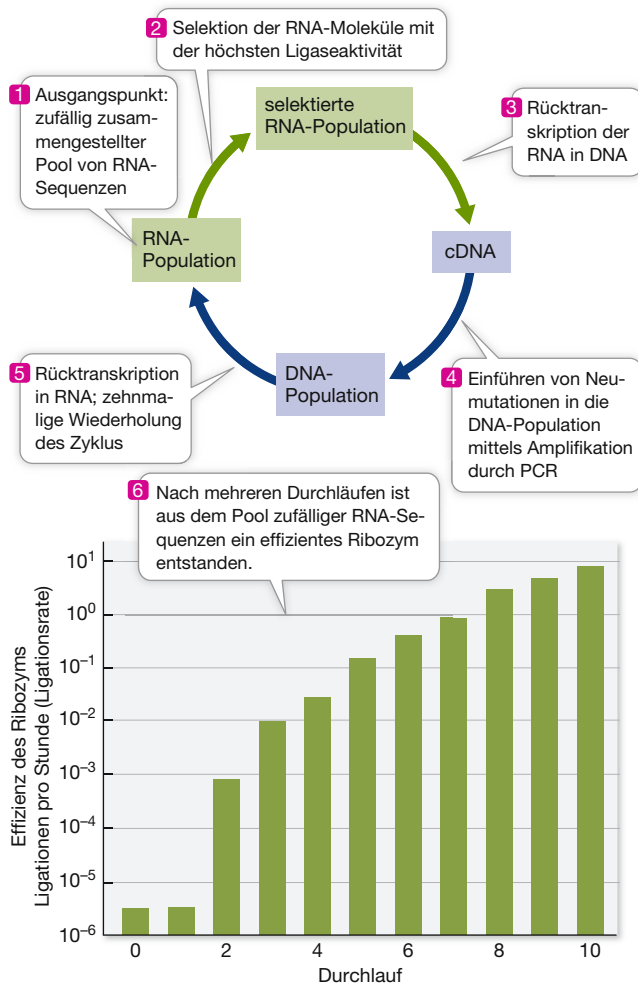 2 Selektion der RNA-Moleküle mit
der höchsten Ligaseaktivität
1 Ausgangspunkt:
zufällig zusam-
mengestellter
Pool von RNA-
Sequenzen
selektierte
RNA-Population
3 Rücktran-
skription der
RNA in DNA
RNA-
Population
cDNA
DNA-
Population
5 Rücktranskription
in RNA; zehnma-
lige Wiederholung
des Zyklus
4 Einführen von Neu-
mutationen in die
DNA-Population
mittels Amplifikation
durch PCR
6 Nach mehreren Durchläufen ist
aus dem Pool zufälliger RNA-Se-
quenzen ein effizientes Ribozym
entstanden.
Effizienz des Ribozyms
Ligationen pro Stunde (Ligationsrate)
10¹
10⁰
10⁻¹
10⁻²
10⁻³
10⁻⁴
10⁻⁵
10⁻⁶
0 2 4 6 8 10
Durchlauf